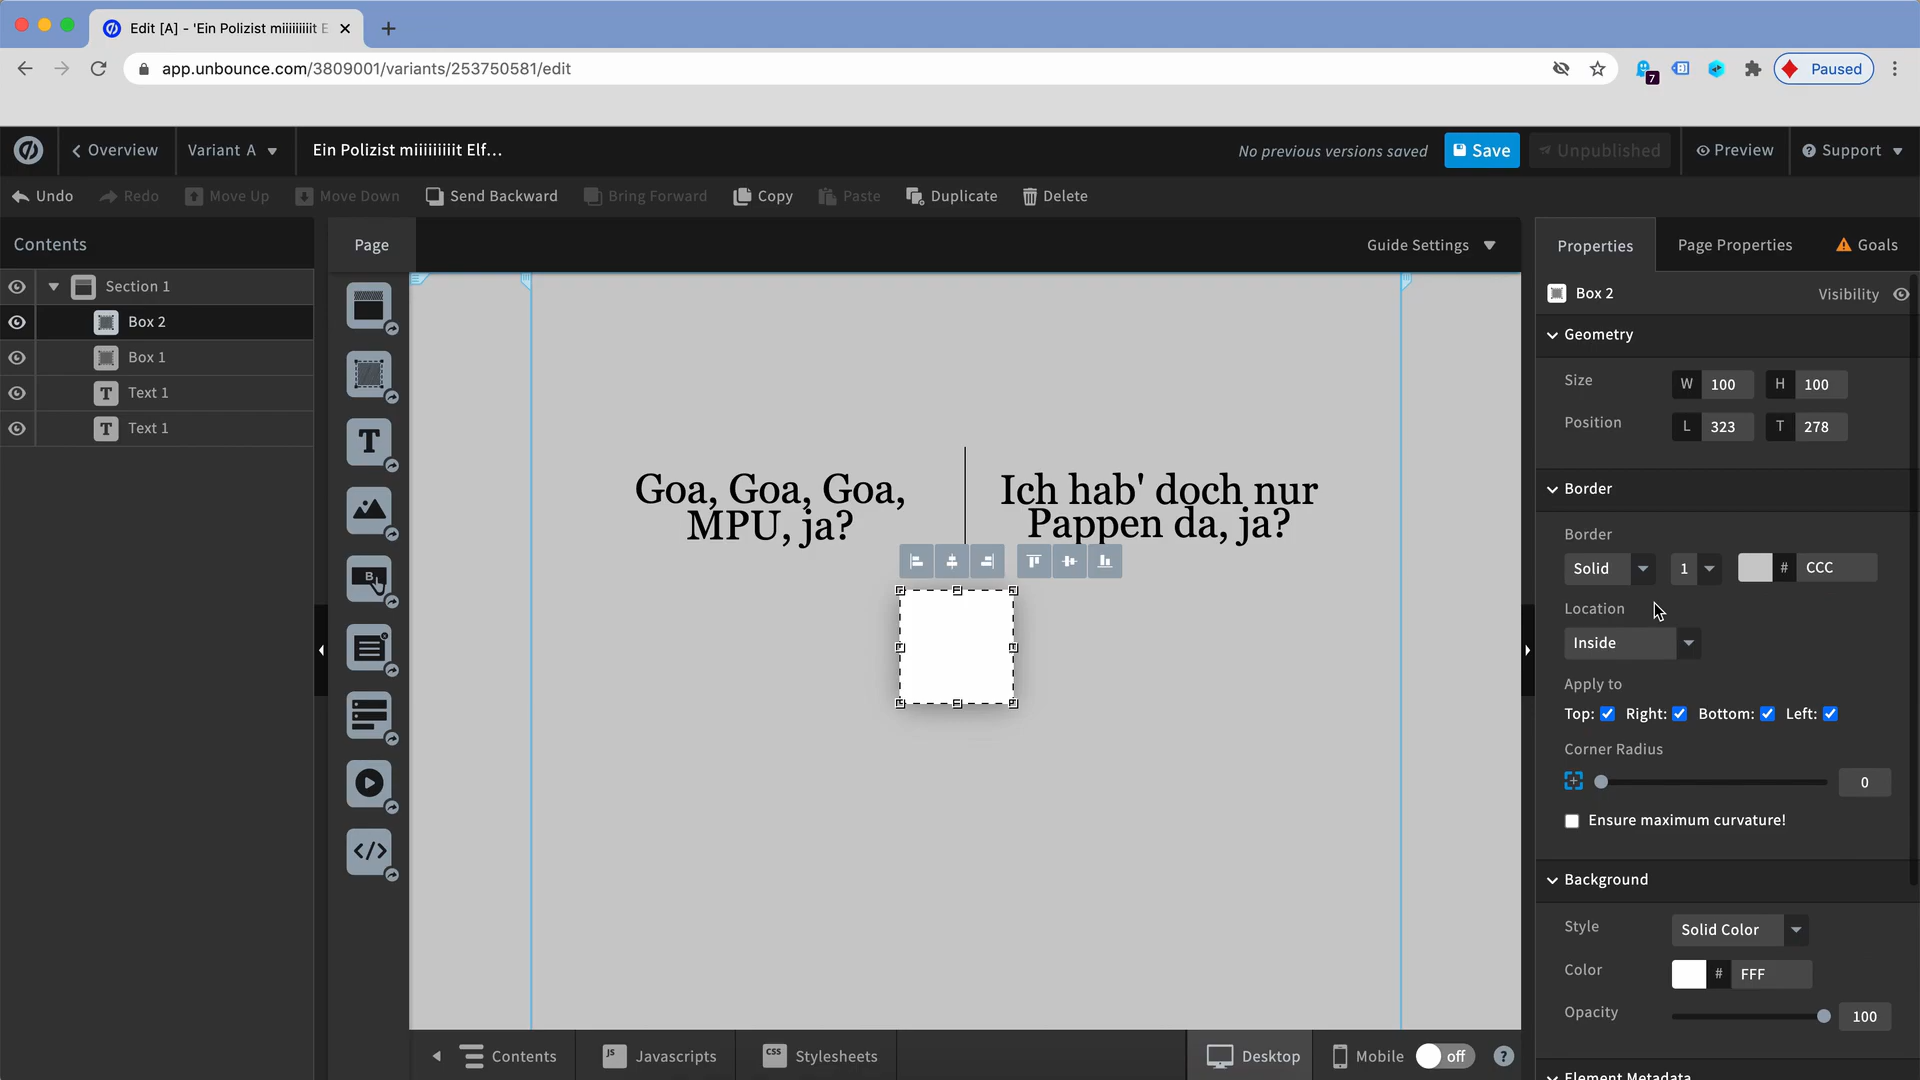 Edit [A] - 'Ein Polizist miiiiiiiiit E
app.unbounce.com/3809001/variants/253750581/edit
7
Paused
Overview
Variant A
Ein Polizist miiiiiiiiit Elf...
No previous versions saved
Save
Unpublished
Preview
Support
Undo
Redo
Move Up
Move Down
Send Backward
Bring Forward
Copy
Paste
Duplicate
Delete
Contents
Page
Guide Settings
Properties
Page Properties
Goals
Section 1
Box 2
Box 1
Text 1
Text 1
Goa, Goa, Goa,
MPU, ja?
Ich hab' doch nur
Pappen da, ja?
Box 2
Visibility
Geometry
Size
W 100
H 100
Position
L 323
T 278
Border
Border
Solid
1
# CCC
Location
Inside
Apply to
Top:
Right:
Bottom:
Left:
Corner Radius
0
Ensure maximum curvature!
Background
Style
Solid Color
Color
# FFF
Opacity
100
Element Metadata
Contents
JS Javascripts
CSS Stylesheets
Desktop
Mobile
off
?